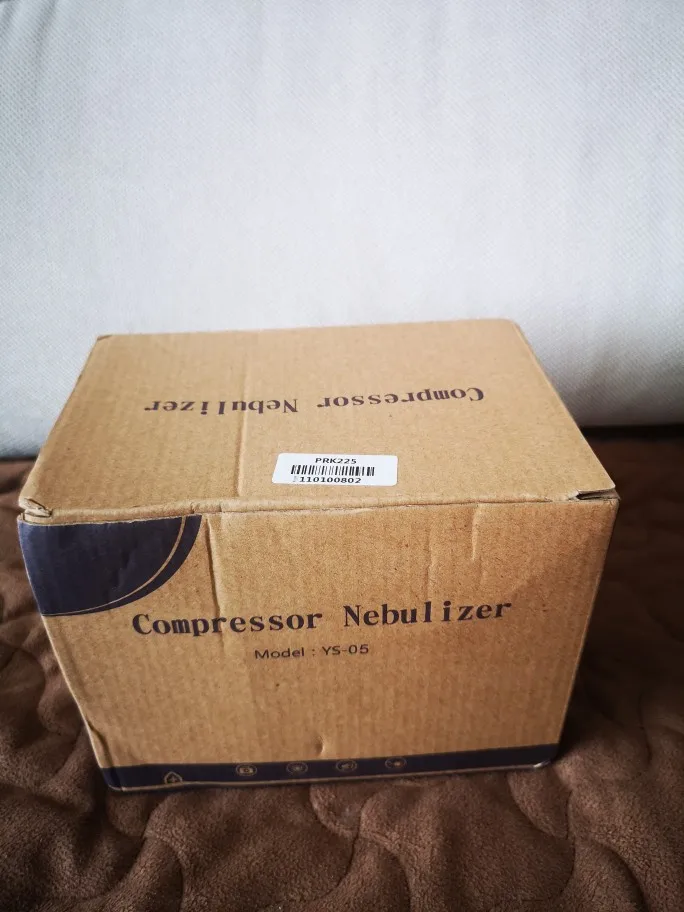 Compressor Nebulizer
PRK225
110100802
Compressor Nebulizer
Model : YS-05